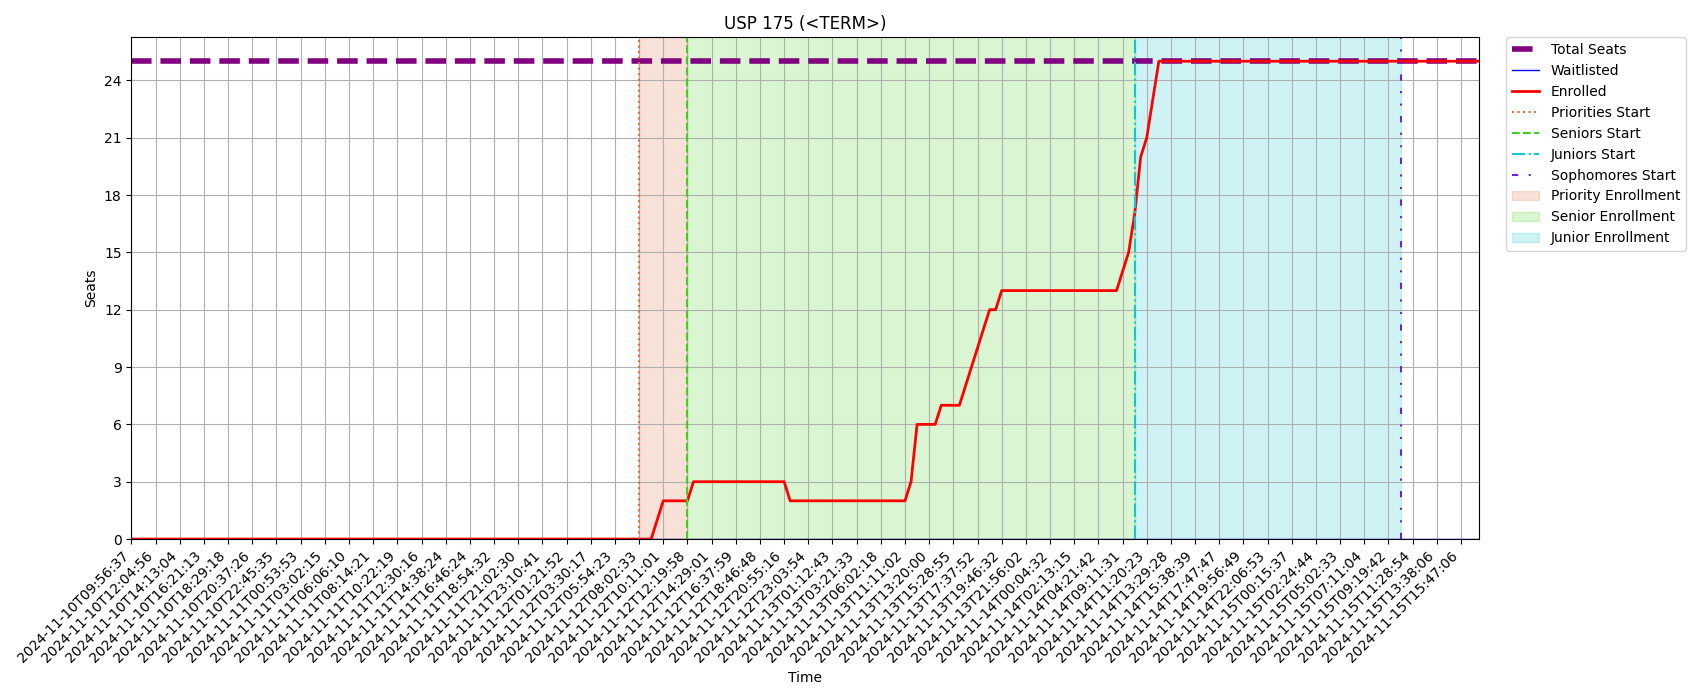 USP 175 (<TERM>)
Total Seats
Waitlisted
Enrolled
Priorities Start
Seniors Start
Juniors Start
Sophomores Start
Priority Enrollment
Senior Enrollment
Junior Enrollment
Seats
24
21
18
15
12
9
6
3
0
2024-11-10T09:56:37
2024-11-10T12:04:56
2024-11-10T14:13:04
2024-11-10T16:21:13
2024-11-10T18:29:18
2024-11-10T20:37:26
2024-11-10T22:45:35
2024-11-11T00:53:53
2024-11-11T03:02:15
2024-11-11T06:06:10
2024-11-11T08:14:21
2024-11-11T10:22:19
2024-11-11T12:30:16
2024-11-11T14:38:24
2024-11-11T16:46:24
2024-11-11T18:54:32
2024-11-11T21:02:30
2024-11-11T23:10:41
2024-11-12T01:21:52
2024-11-12T03:30:17
2024-11-12T05:54:23
2024-11-12T08:02:33
2024-11-12T10:11:01
2024-11-12T12:19:58
2024-11-12T14:29:01
2024-11-12T16:37:59
2024-11-12T18:46:48
2024-11-12T20:55:16
2024-11-12T23:03:54
2024-11-13T01:12:43
2024-11-13T03:21:33
2024-11-13T06:02:18
2024-11-13T11:11:02
2024-11-13T13:20:00
2024-11-13T15:28:55
2024-11-13T17:37:52
2024-11-13T19:46:32
2024-11-13T21:56:02
2024-11-14T00:04:32
2024-11-14T02:13:15
2024-11-14T04:21:42
2024-11-14T09:11:31
2024-11-14T11:20:23
2024-11-14T13:29:28
2024-11-14T15:38:39
2024-11-14T17:47:47
2024-11-14T19:56:49
2024-11-14T22:06:53
2024-11-15T00:15:37
2024-11-15T02:24:44
2024-11-15T05:02:33
2024-11-15T07:11:04
2024-11-15T09:19:42
2024-11-15T11:28:54
2024-11-15T13:38:06
2024-11-15T15:47:06
Time